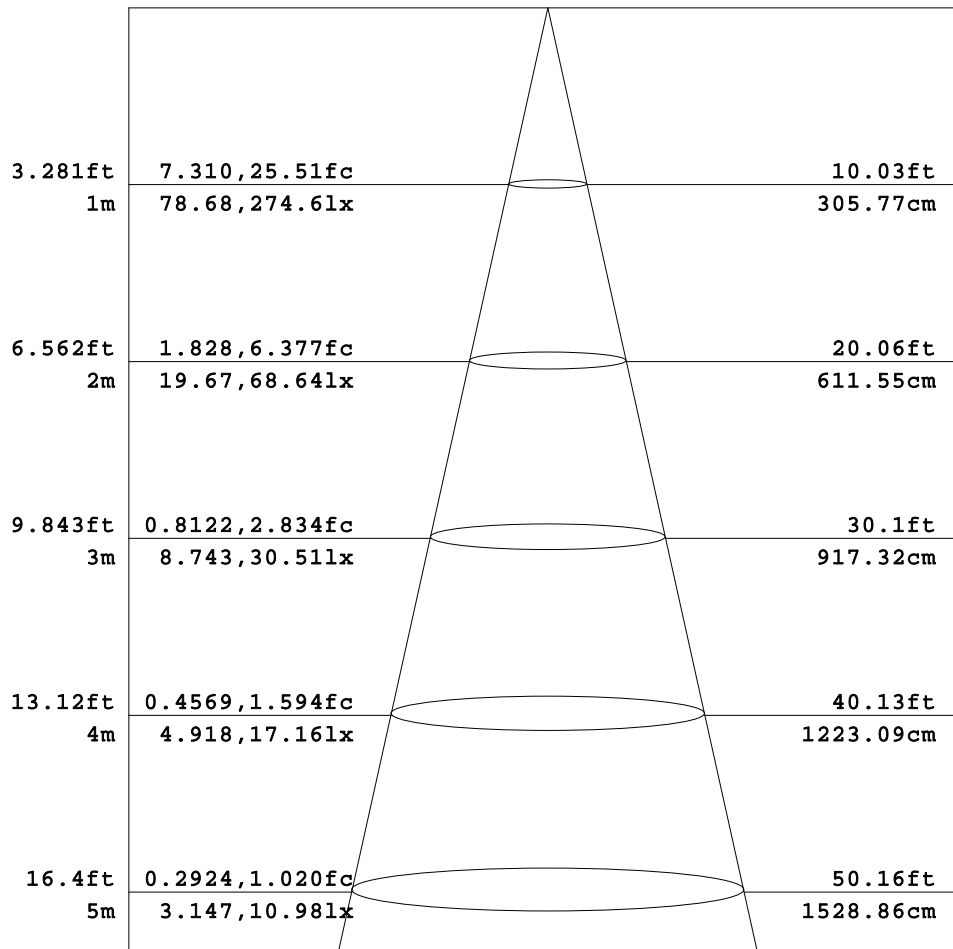 3.281ft 7.310,25.51fc 10.03ft
1m 78.68,274.6lx 305.77cm
6.562ft 1.828,6.377fc 20.06ft
2m 19.67,68.64lx 611.55cm
9.843ft 0.8122,2.834fc 30.1ft
3m 8.743,30.51lx 917.32cm
13.12ft 0.4569,1.594fc 40.13ft
4m 4.918,17.16lx 1223.09cm
16.4ft 0.2924,1.020fc 50.16ft
5m 3.147,10.98lx 1528.86cm